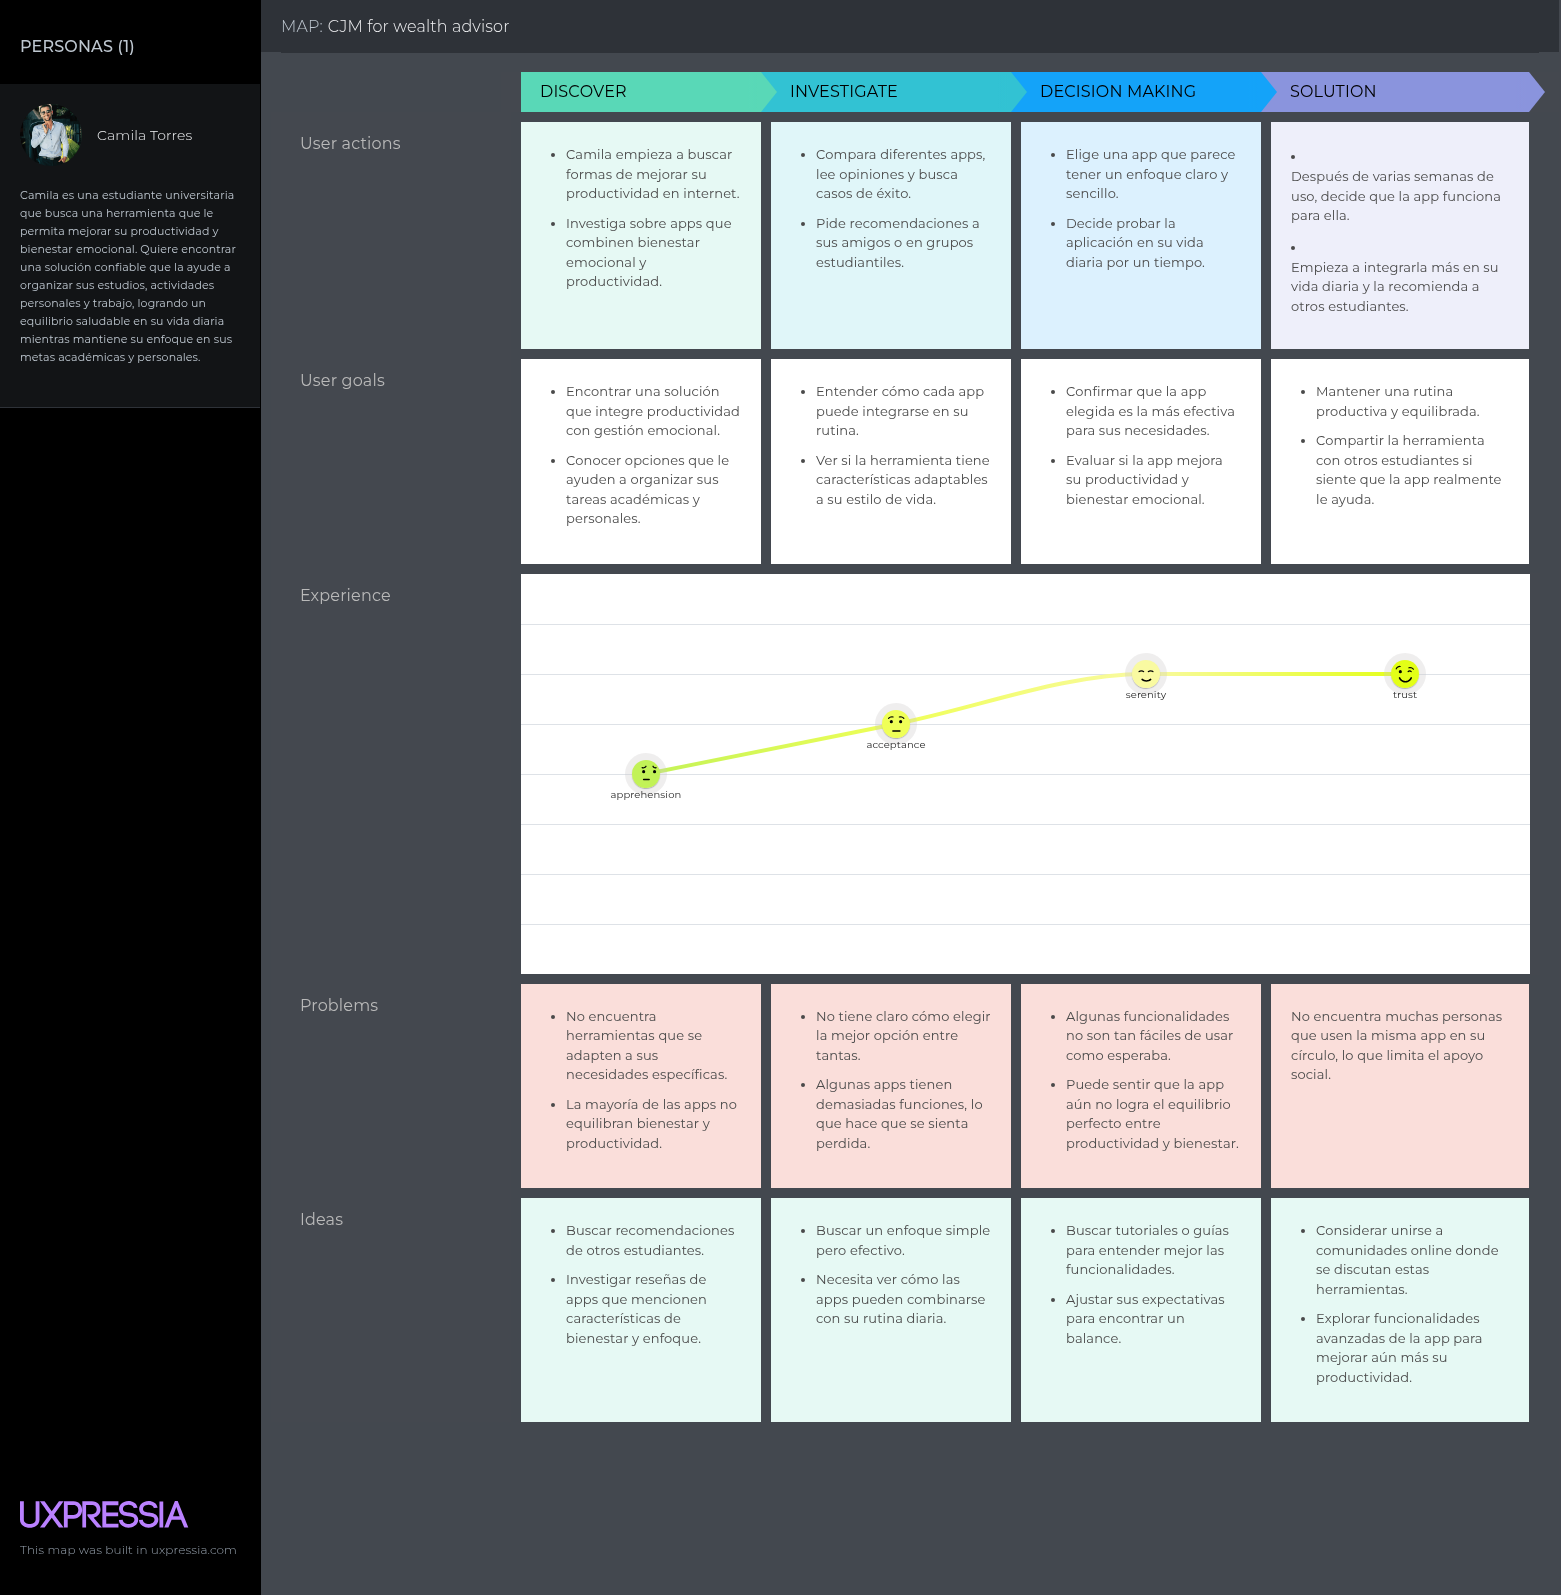 PERSONAS (1)
Camila Torres
Camila es una estudiante universitaria
que busca una herramienta que le
permita mejorar su productividad y
bienestar emocional. Quiere encontrar
una solución confiable que la ayude a
organizar sus estudios, actividades
personales y trabajo, logrando un
equilibrio saludable en su vida diaria
mientras mantiene su enfoque en sus
metas académicas y personales.
MAP: CJM for wealth advisor
DISCOVER
INVESTIGATE
DECISION MAKING
SOLUTION
User actions
• Camila empieza a buscar
formas de mejorar su
productividad en internet.
• Investiga sobre apps que
combinen bienestar
emocional y
productividad.
• Compara diferentes apps,
lee opiniones y busca
casos de éxito.
• Pide recomendaciones a
sus amigos o en grupos
estudiantiles.
• Elige una app que parece
tener un enfoque claro y
sencillo.
• Decide probar la
aplicación en su vida
diaria por un tiempo.
•
Después de varias semanas de
uso, decide que la app funciona
para ella.
•
Empieza a integrarla más en su
vida diaria y la recomienda a
otros estudiantes.
User goals
• Encontrar una solución
que integre productividad
con gestión emocional.
• Conocer opciones que le
ayuden a organizar sus
tareas académicas y
personales.
• Entender cómo cada app
puede integrarse en su
rutina.
• Ver si la herramienta tiene
características adaptables
a su estilo de vida.
• Confirmar que la app
elegida es la más efectiva
para sus necesidades.
• Evaluar si la app mejora
su productividad y
bienestar emocional.
• Mantener una rutina
productiva y equilibrada.
• Compartir la herramienta
con otros estudiantes si
siente que la app realmente
le ayuda.
Experience
apprehension
acceptance
serenity
trust
Problems
• No encuentra
herramientas que se
adapten a sus
necesidades específicas.
• La mayoría de las apps no
equilibran bienestar y
productividad.
• No tiene claro cómo elegir
la mejor opción entre
tantas.
• Algunas apps tienen
demasiadas funciones, lo
que hace que se sienta
perdida.
• Algunas funcionalidades
no son tan fáciles de usar
como esperaba.
• Puede sentir que la app
aún no logra el equilibrio
perfecto entre
productividad y bienestar.
No encuentra muchas personas
que usen la misma app en su
círculo, lo que limita el apoyo
social.
Ideas
• Buscar recomendaciones
de otros estudiantes.
• Investigar reseñas de
apps que mencionen
características de
bienestar y enfoque.
• Buscar un enfoque simple
pero efectivo.
• Necesita ver cómo las
apps pueden combinarse
con su rutina diaria.
• Buscar tutoriales o guías
para entender mejor las
funcionalidades.
• Ajustar sus expectativas
para encontrar un
balance.
• Considerar unirse a
comunidades online donde
se discutan estas
herramientas.
• Explorar funcionalidades
avanzadas de la app para
mejorar aún más su
productividad.
UXPRESSIA
This map was built in uxpressia.com